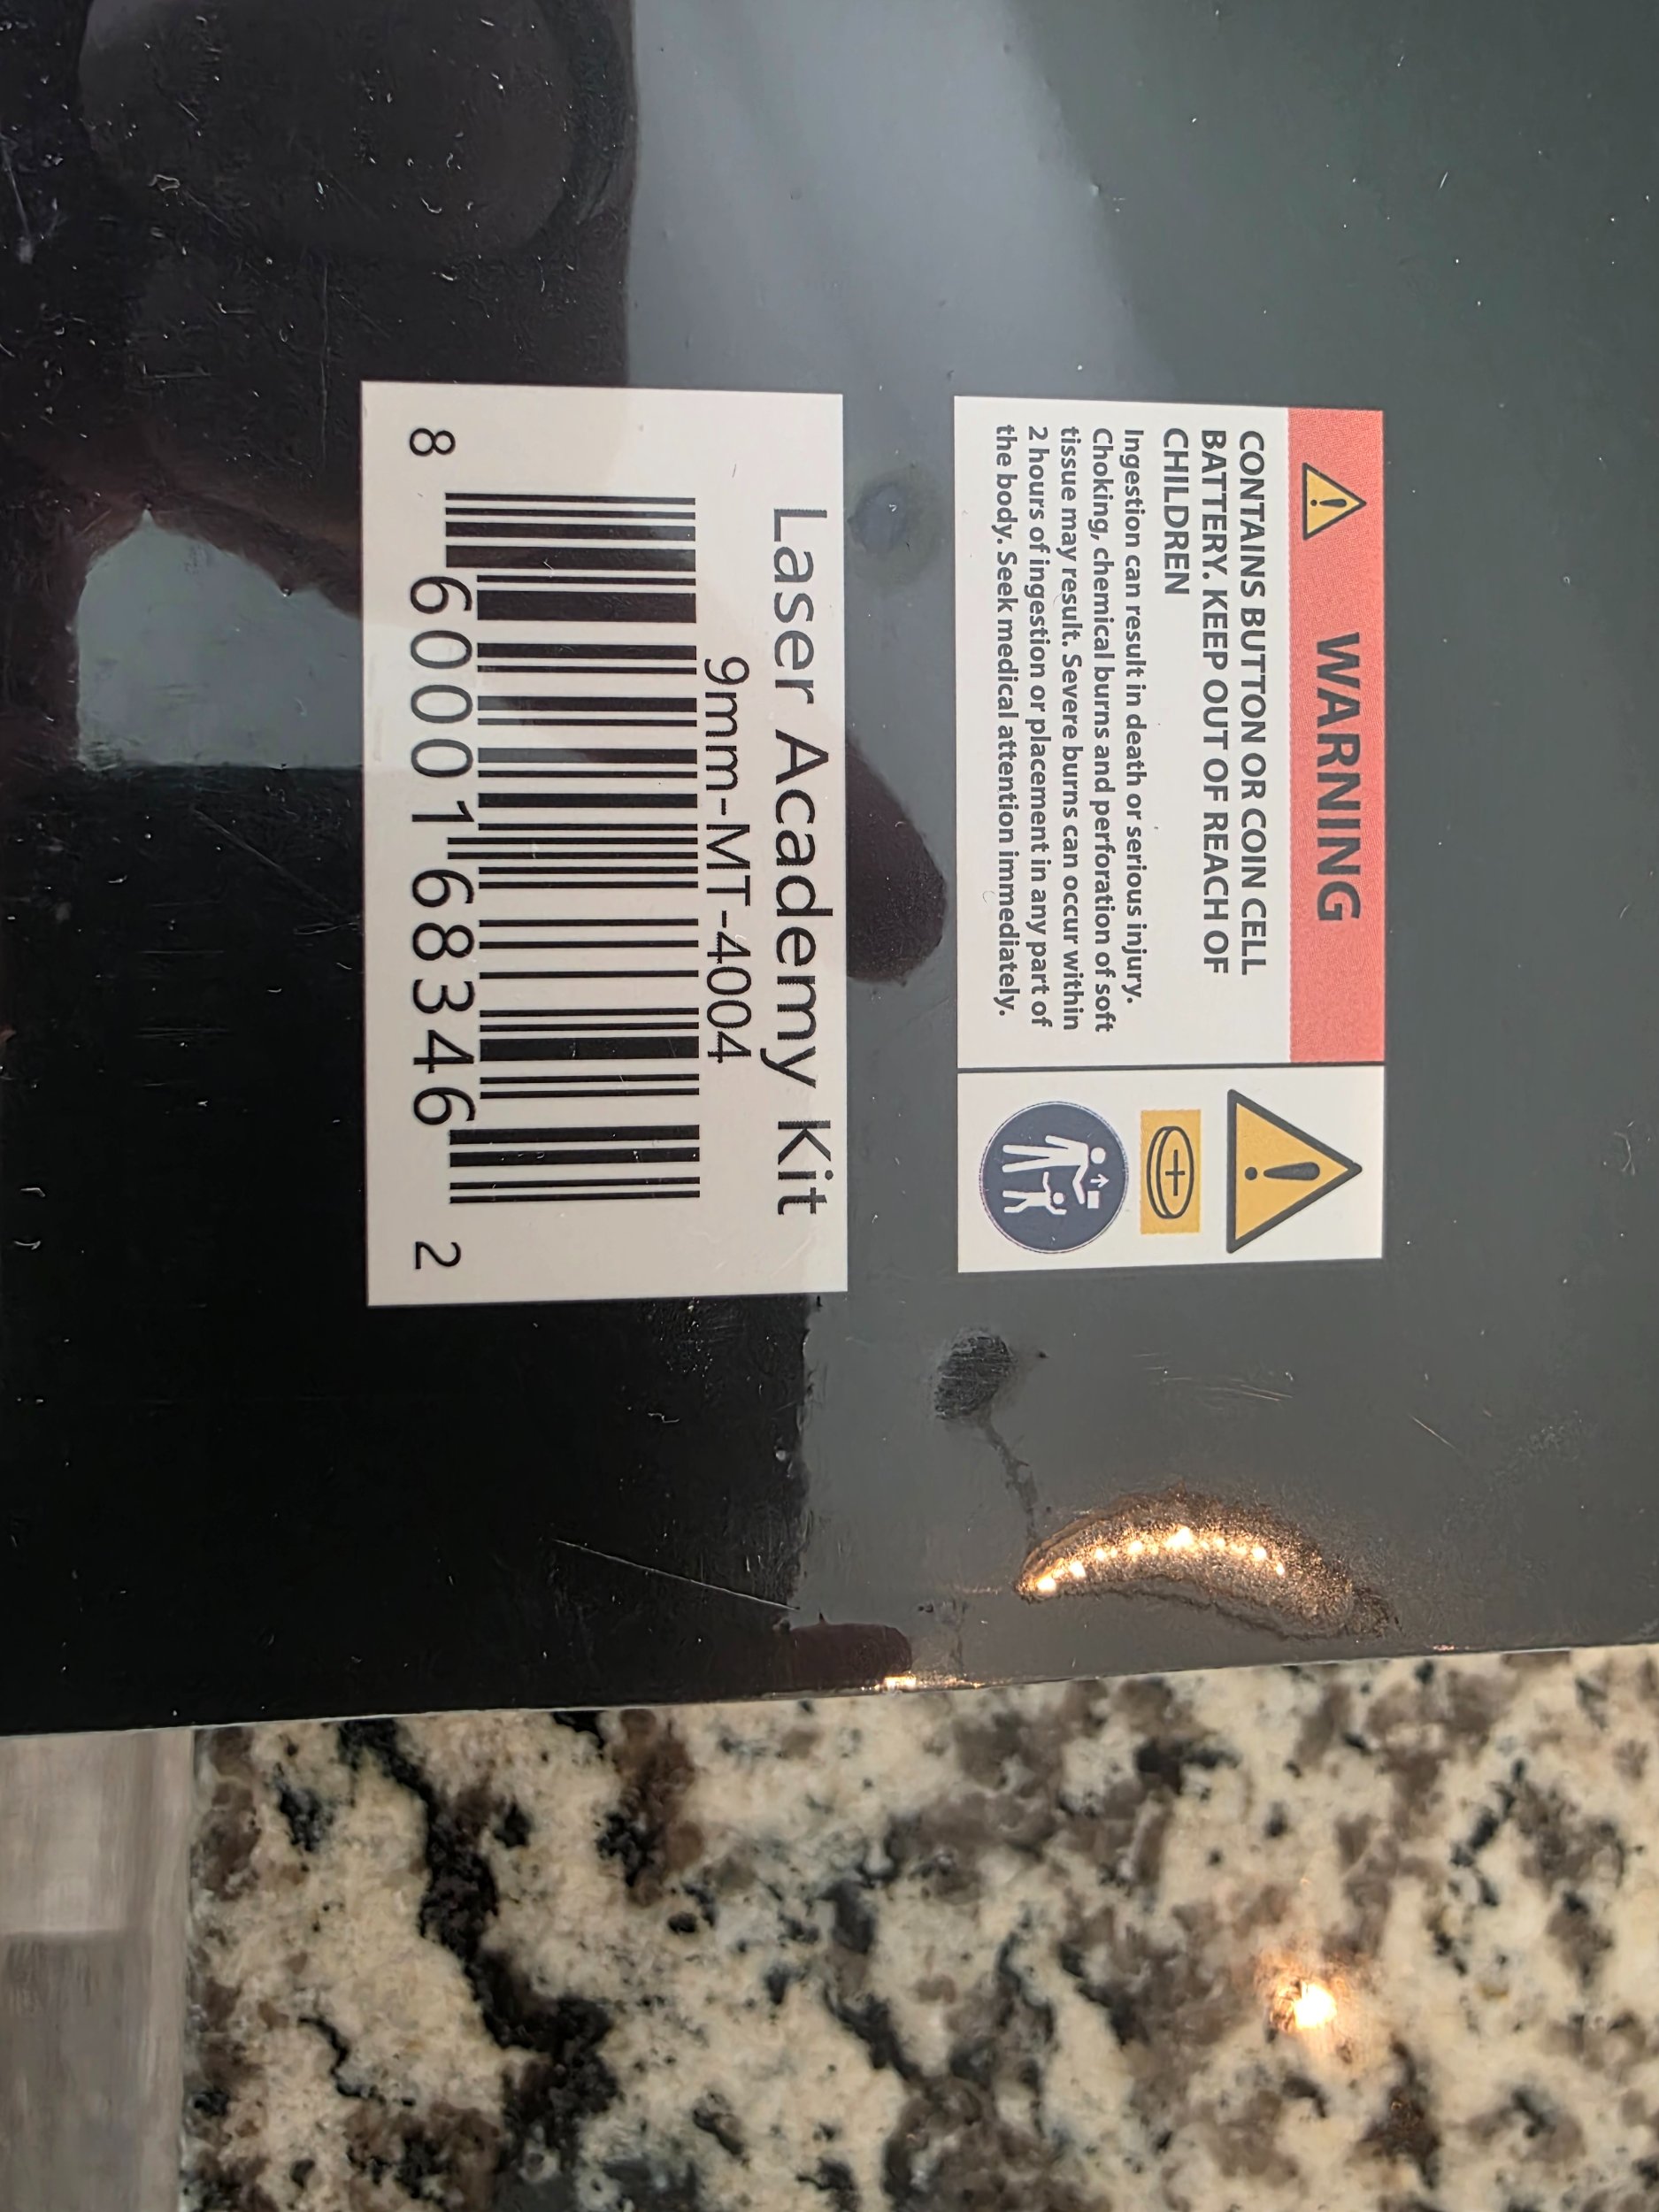 WARNING
CONTAINS BUTTON OR COIN CELL
BATTERY. KEEP OUT OF REACH OF
CHILDREN
Ingestion can result in death or serious injury.
Choking, chemical burns and perforation of soft
tissue may result. Severe burns can occur within
2 hours of ingestion or placement in any part of
the body. Seek medical attention immediately.
Laser Academy Kit
9mm-MT-4004
8 60001 68346 2